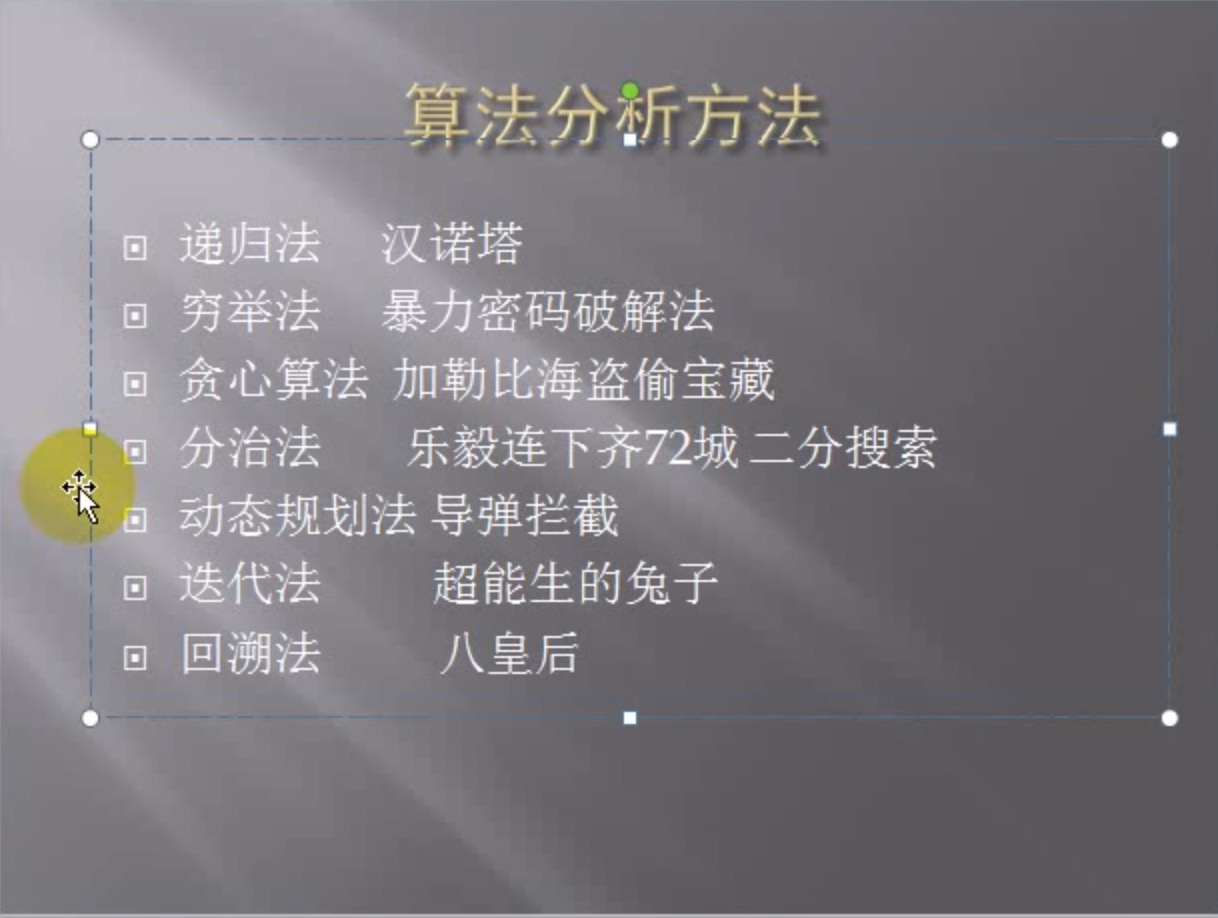 算法分析方法
递归法 汉诺塔
穷举法 暴力密码破解法
贪心算法 加勒比海盗偷宝藏
分治法 乐毅连下齐72城 二分搜索
动态规划法 导弹拦截
迭代法 超能生的兔子
回溯法 八皇后